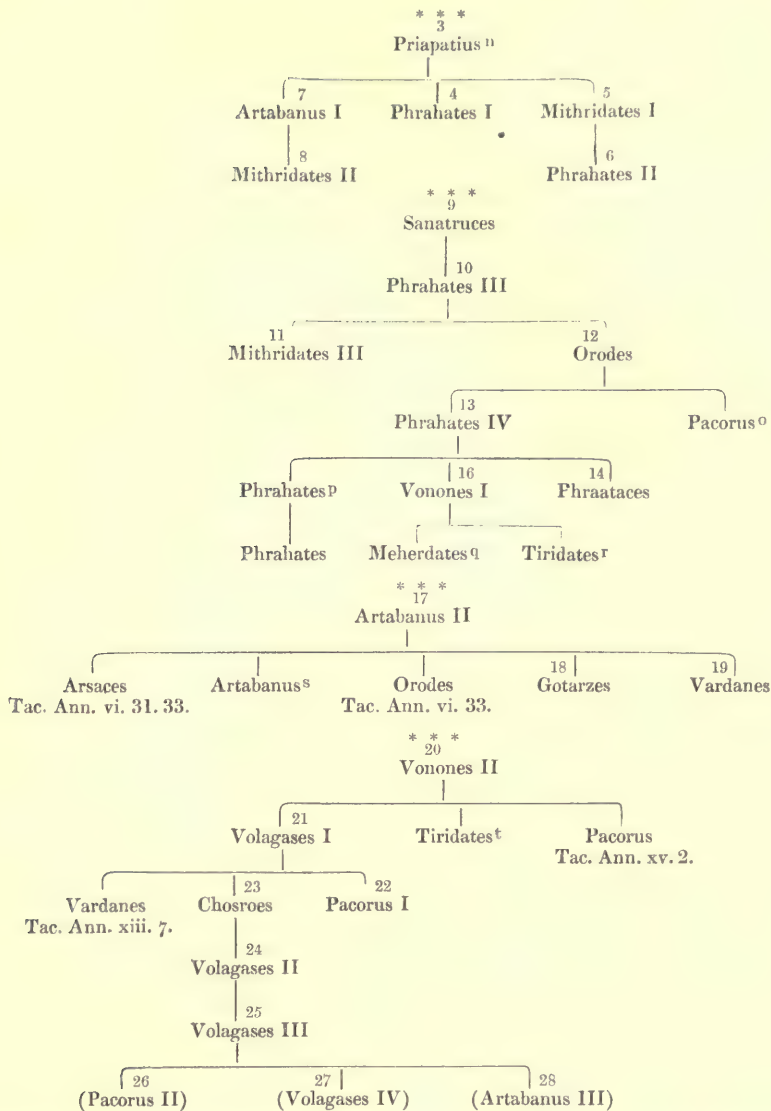 * * *
3
Priapatius n
7 4 5
Artabanus I Phrahates I Mithridates I
8 6
Mithridates II Phrahates II
* * *
9
Sanatruces
10
Phrahates III
11 12
Mithridates III Orodes
13
Phrahates IV Pacorus o
16 14
Phrahates p Vonones I Phraataces
Phrahates Meherdates q Tiridates r
* * *
17
Artabanus II
18 19
Arsaces Artabanus s Orodes Gotarzes Vardanes
Tac. Ann. vi. 31. 33. Tac. Ann. vi. 33.
* * *
20
Vonones II
21
Volagases I Tiridates t Pacorus
Tac. Ann. xv. 2.
23 22
Vardanes Chosroes Pacorus I
Tac. Ann. xiii. 7.
24
Volagases II
25
Volagases III
26 27 28
(Pacorus II) (Volagases IV) (Artabanus III)